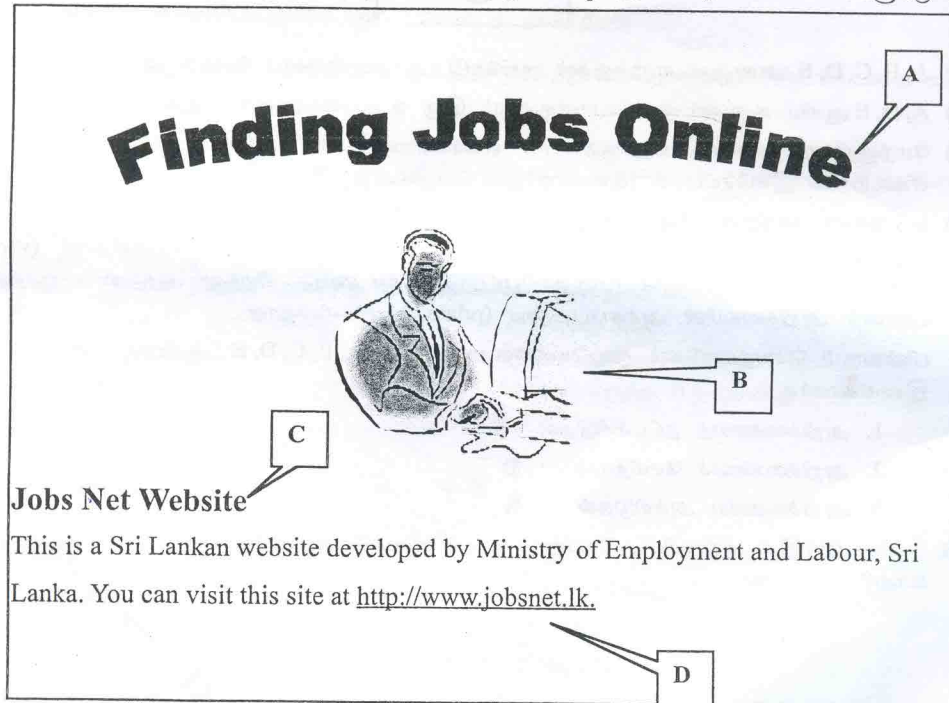 A
Finding Jobs Online
B
C
Jobs Net Website
This is a Sri Lankan website developed by Ministry of Employment and Labour, Sri
Lanka. You can visit this site at http://www.jobsnet.lk.
D